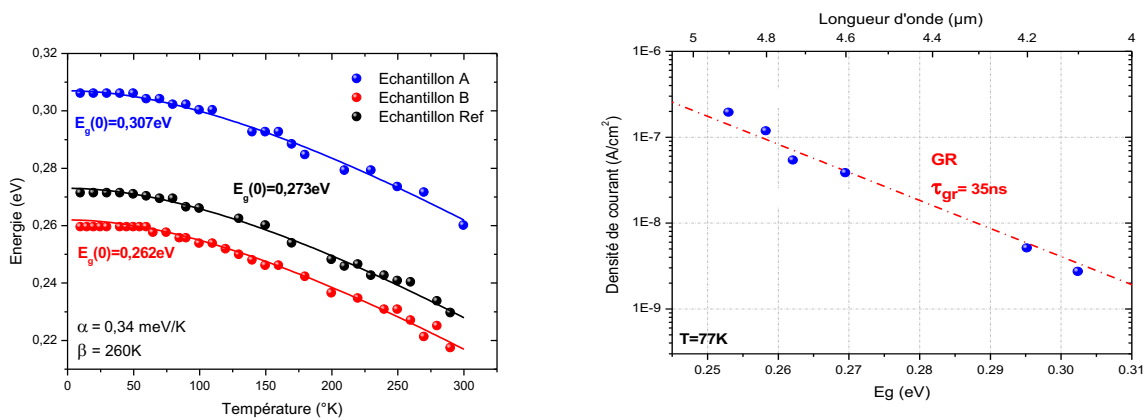 0,32
0,30
0,28
0,26
0,24
0,22
Energie (eV)
Echantillon A
Echantillon B
Echantillon Ref
E_g(0)=0,307eV
E_g(0)=0,273eV
E_g(0)=0,262eV
α = 0,34 meV/K
β = 260K
0 50 100 150 200 250 300
Température (°K)
Longueur d'onde (µm)
5 4.8 4.6 4.4 4.2 4
1E-6
1E-7
1E-8
1E-9
Densité de courant (A/cm²)
GR
τ_gr= 35ns
T=77K
0.25 0.26 0.27 0.28 0.29 0.30 0.31
Eg (eV)